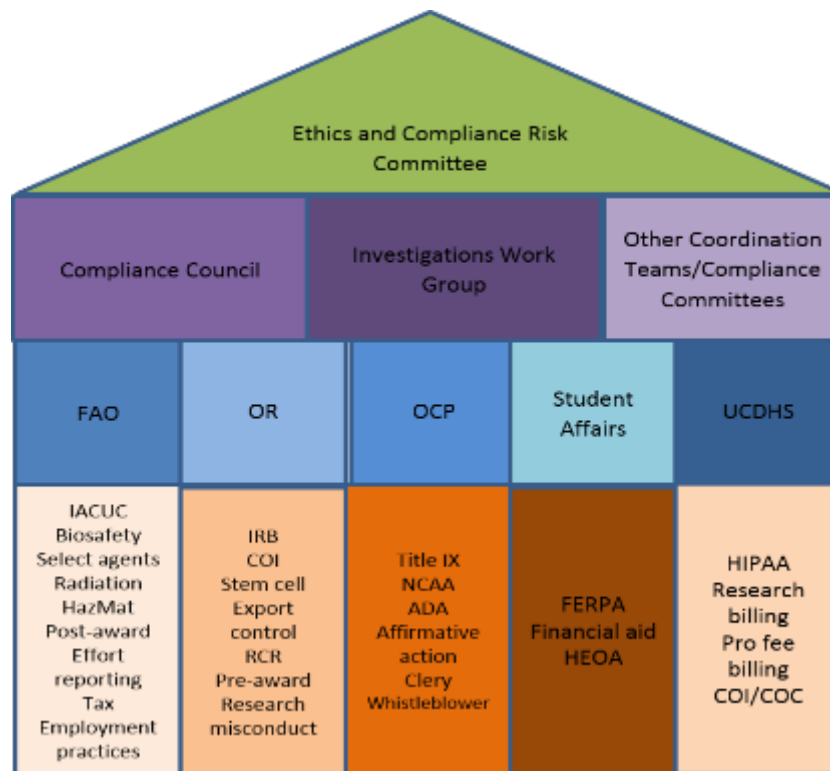 Ethics and Compliance Risk
Committee
Compliance Council
Investigations Work
Group
Other Coordination
Teams/Compliance
Committees
FAO
OR
OCP
Student
Affairs
UCDHS
IACUC
Biosafety
Select agents
Radiation
HazMat
Post-award
Effort
reporting
Tax
Employment
practices
IRB
COI
Stem cell
Export
control
RCR
Pre-award
Research
misconduct
Title IX
NCAA
ADA
Affirmative
action
Clery
Whistleblower
FERPA
Financial aid
HEOA
HIPAA
Research
billing
Pro fee
billing
COI/COC